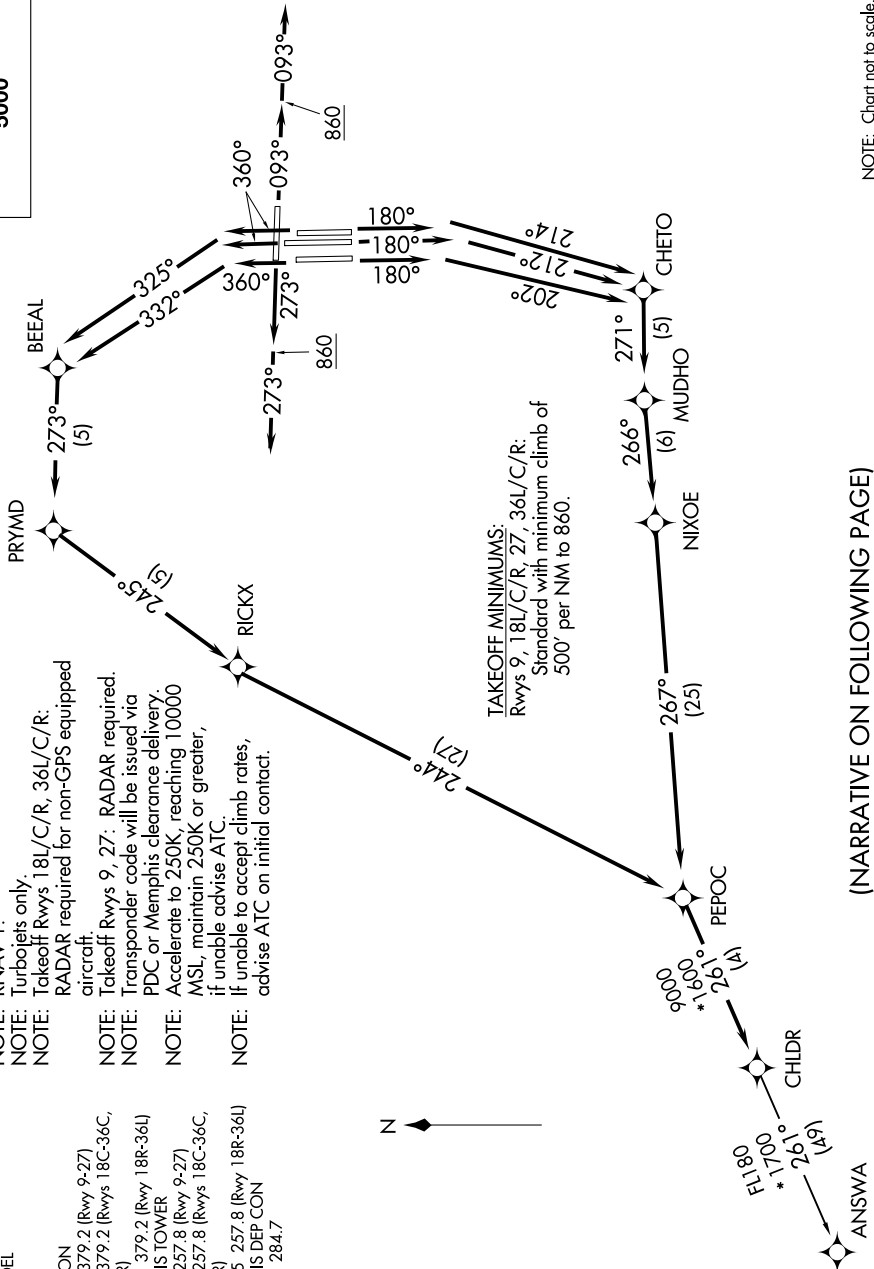 5000
NOTE: Chart not to scale.
NOTE: RNAV 1.
NOTE: Turbojets only.
NOTE: Takeoff Rwys 18L/C/R, 36L/C/R:
RADAR required for non-GPS equipped
aircraft.
NOTE: Takeoff Rwys 9, 27: RADAR required.
NOTE: Transponder code will be issued via
PDC or Memphis clearance delivery.
NOTE: Accelerate to 250K, reaching 10000
MSL, maintain 250K or greater,
if unable advise ATC.
NOTE: If unable to accept climb rates,
advise ATC on initial contact.
379.2 (Rwy 9-27)
379.2 (Rwys 18C-36C,
379.2 (Rwy 18R-36L)
TOWER
257.8 (Rwy 9-27)
257.8 (Rwys 18C-36C,
257.8 (Rwy 18R-36L)
DEP CON
284.7
TAKEOFF MINIMUMS:
Rwys 9, 18L/C/R, 27, 36L/C/R:
Standard with minimum climb of
500' per NM to 860.
BEEAL
325°
332°
360°
360°
093°
093°
860
273°
273°
860
180°
180°
180°
214°
212°
202°
CHETO
271°
(5)
MUDHO
266°
(6)
NIXOE
267°
(25)
273°
(5)
PRYMD
245°
(5)
RICKX
244°
(27)
PEPOC
9000
*1600
261°
(4)
CHLDR
FL180
*1700
261°
(49)
ANSWA
N
(NARRATIVE ON FOLLOWING PAGE)